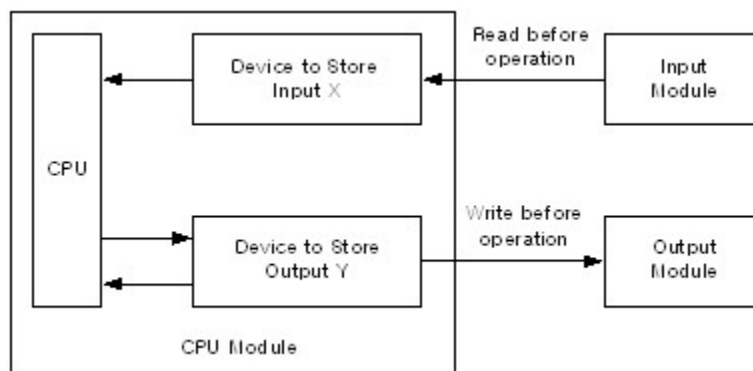 Read before
operation
Device to Store
Input X
Input
Module
CPU
Write before
operation
Device to Store
Output Y
Output
Module
CPU Module